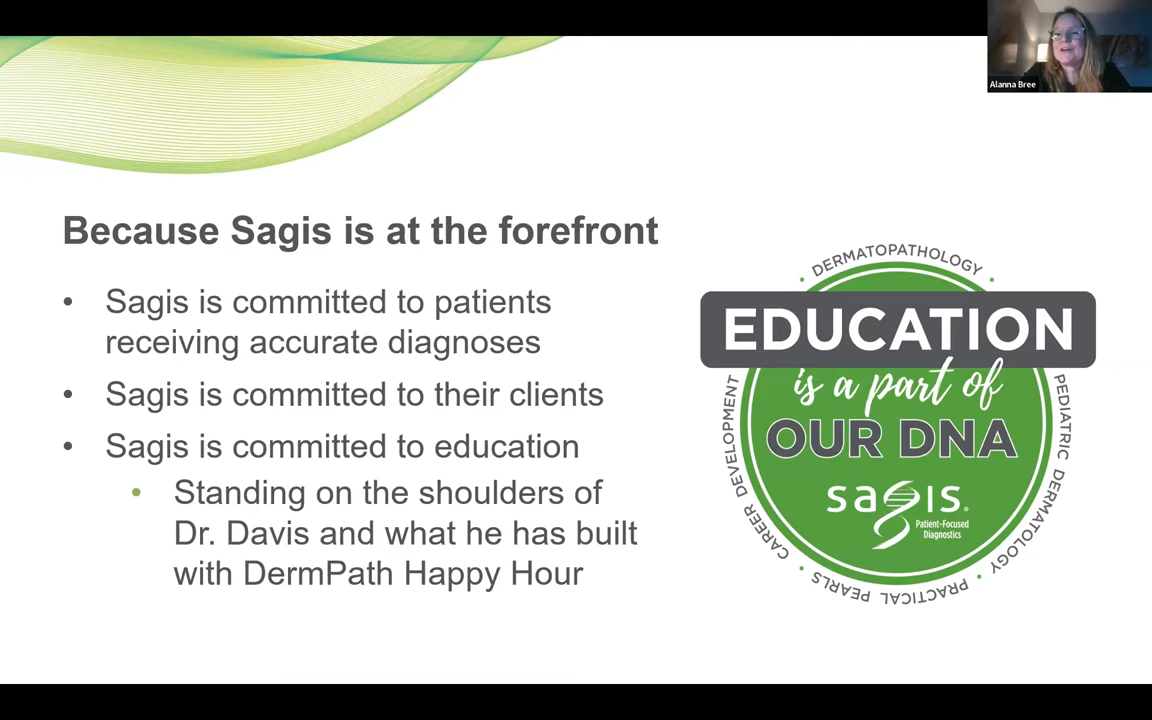 Alanna Bree
Because Sagis is at the forefront
• Sagis is committed to patients
receiving accurate diagnoses
• Sagis is committed to their clients
• Sagis is committed to education
• Standing on the shoulders of
Dr. Davis and what he has built
with DermPath Happy Hour
• DERMATOPATHOLOGY •
EDUCATION
is a part of
OUR DNA
sagis®
Patient-Focused
Diagnostics
PEDIATRIC DERMATOLOGY •
PRACTICAL PEARLS •
CAREER DEVELOPMENT